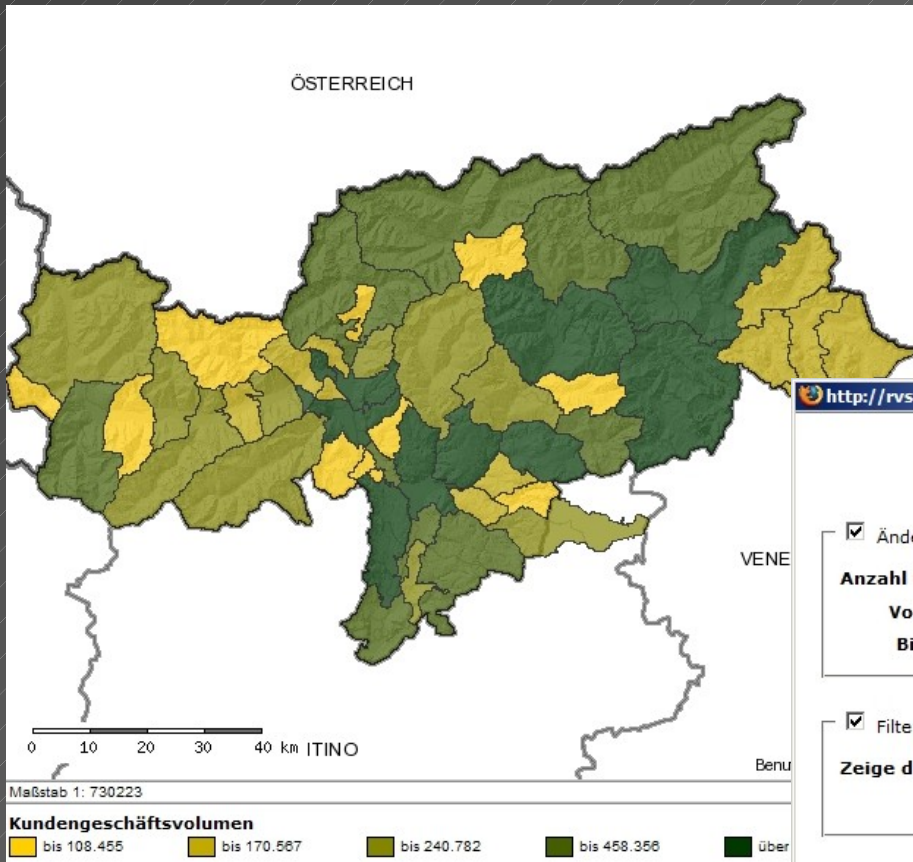 ÖSTERREICH
http://rvs
Ände
VENE
Anzahl
Vo
Bi
Filte
0 10 20 30 40 km ITINO
Benu
Zeige d
Maßstab 1: 730223
Kundengeschäftsvolumen
bis 108.455 bis 170.567 bis 240.782 bis 458.356 über